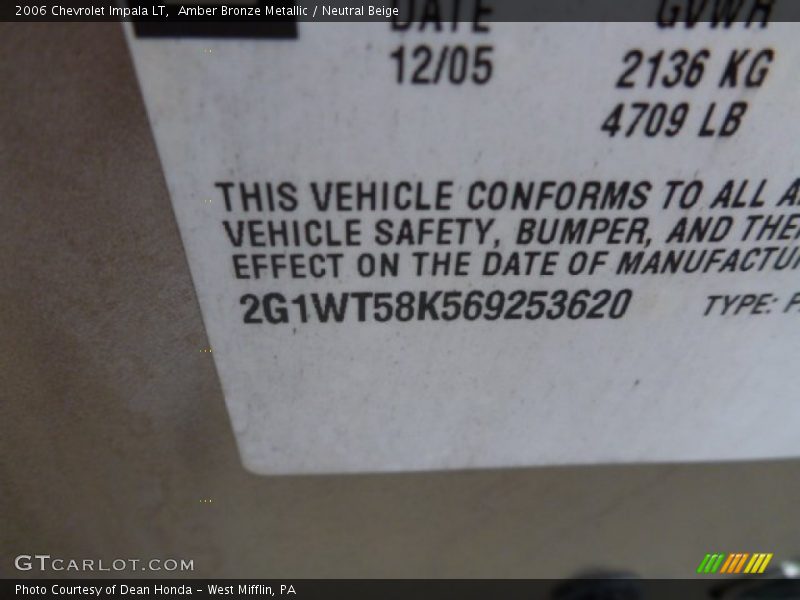 2006 Chevrolet Impala LT, Amber Bronze Metallic / Neutral Beige
DATE GVWR
12/05 2136 KG
4709 LB
THIS VEHICLE CONFORMS TO ALL A
VEHICLE SAFETY, BUMPER, AND THE
EFFECT ON THE DATE OF MANUFACTU
2G1WT58K569253620 TYPE: P
GTCARLOT.COM
Photo Courtesy of Dean Honda - West Mifflin, PA